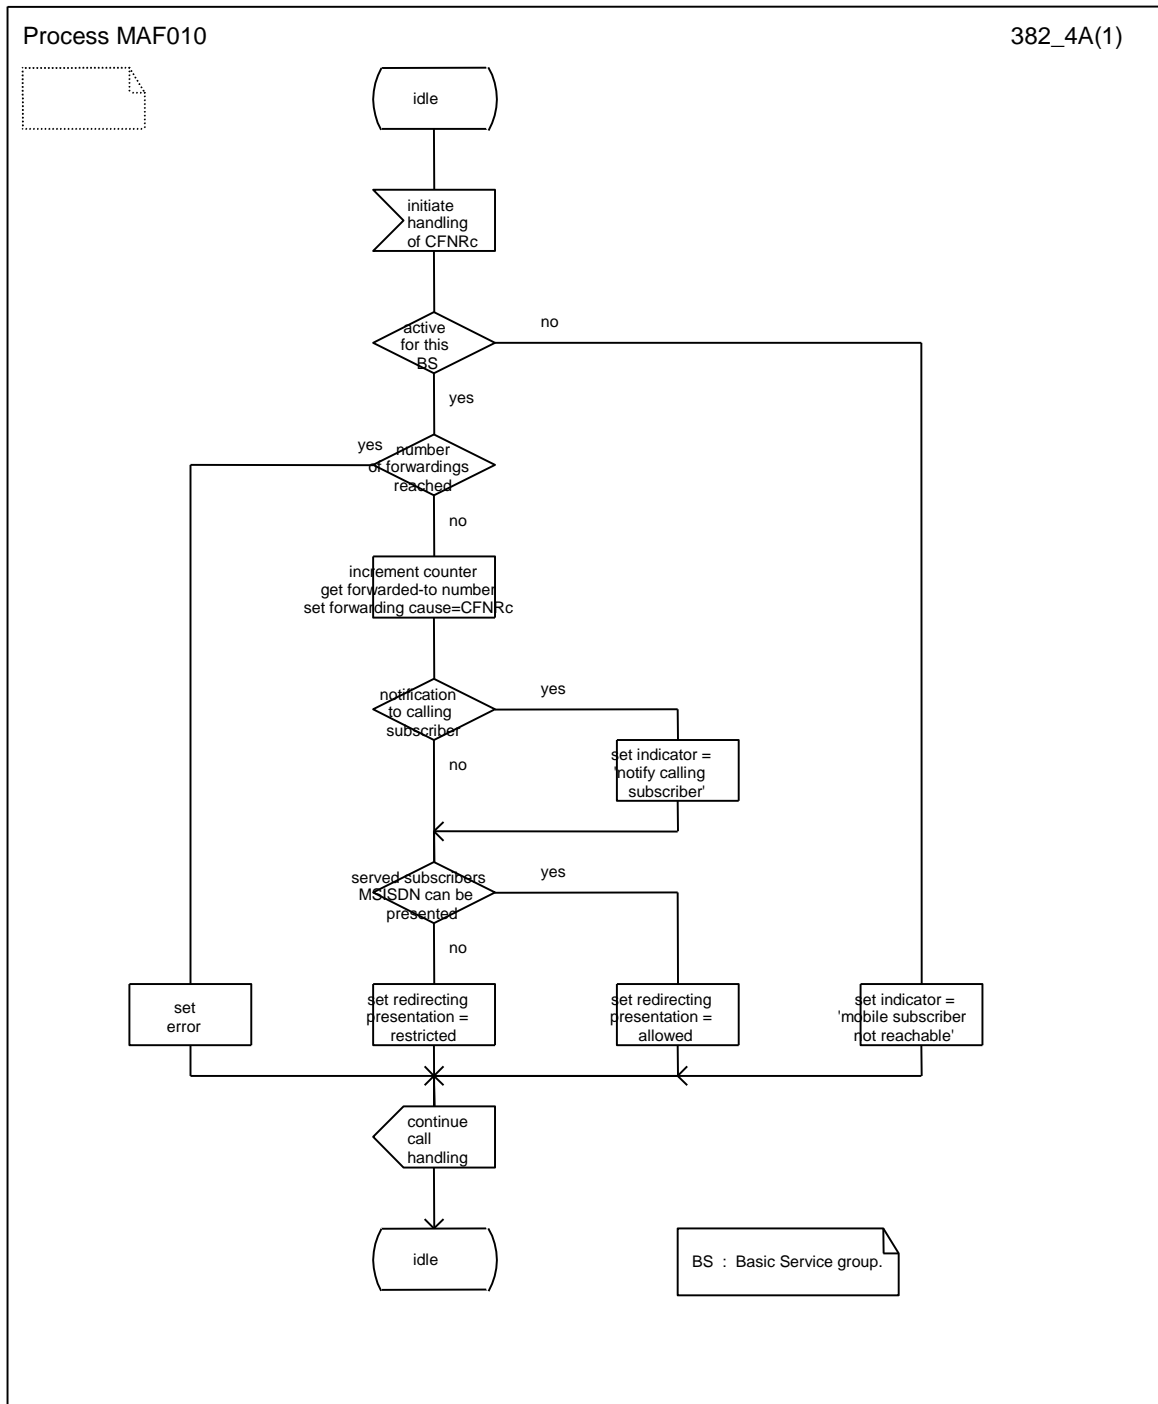 Process MAF010
382_4A(1)
idle
initiate
handling
of CFNRc
active
for this
BS
no
yes
number
of forwardings
reached
yes
no
increment counter
get forwarded-to number
set forwarding cause=CFNRc
notification
to calling
subscriber
yes
no
set indicator =
'notify calling
subscriber'
served subscribers
MSISDN can be
presented
yes
no
set
error
set redirecting
presentation =
restricted
set redirecting
presentation =
allowed
set indicator =
'mobile subscriber
not reachable'
continue
call
handling
idle
BS : Basic Service group.